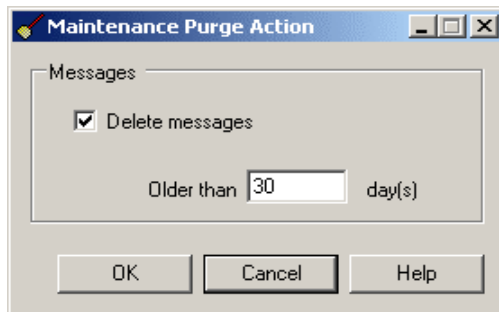 Maintenance Purge Action
Messages
Delete messages
Older than 30 day(s)
OK Cancel Help